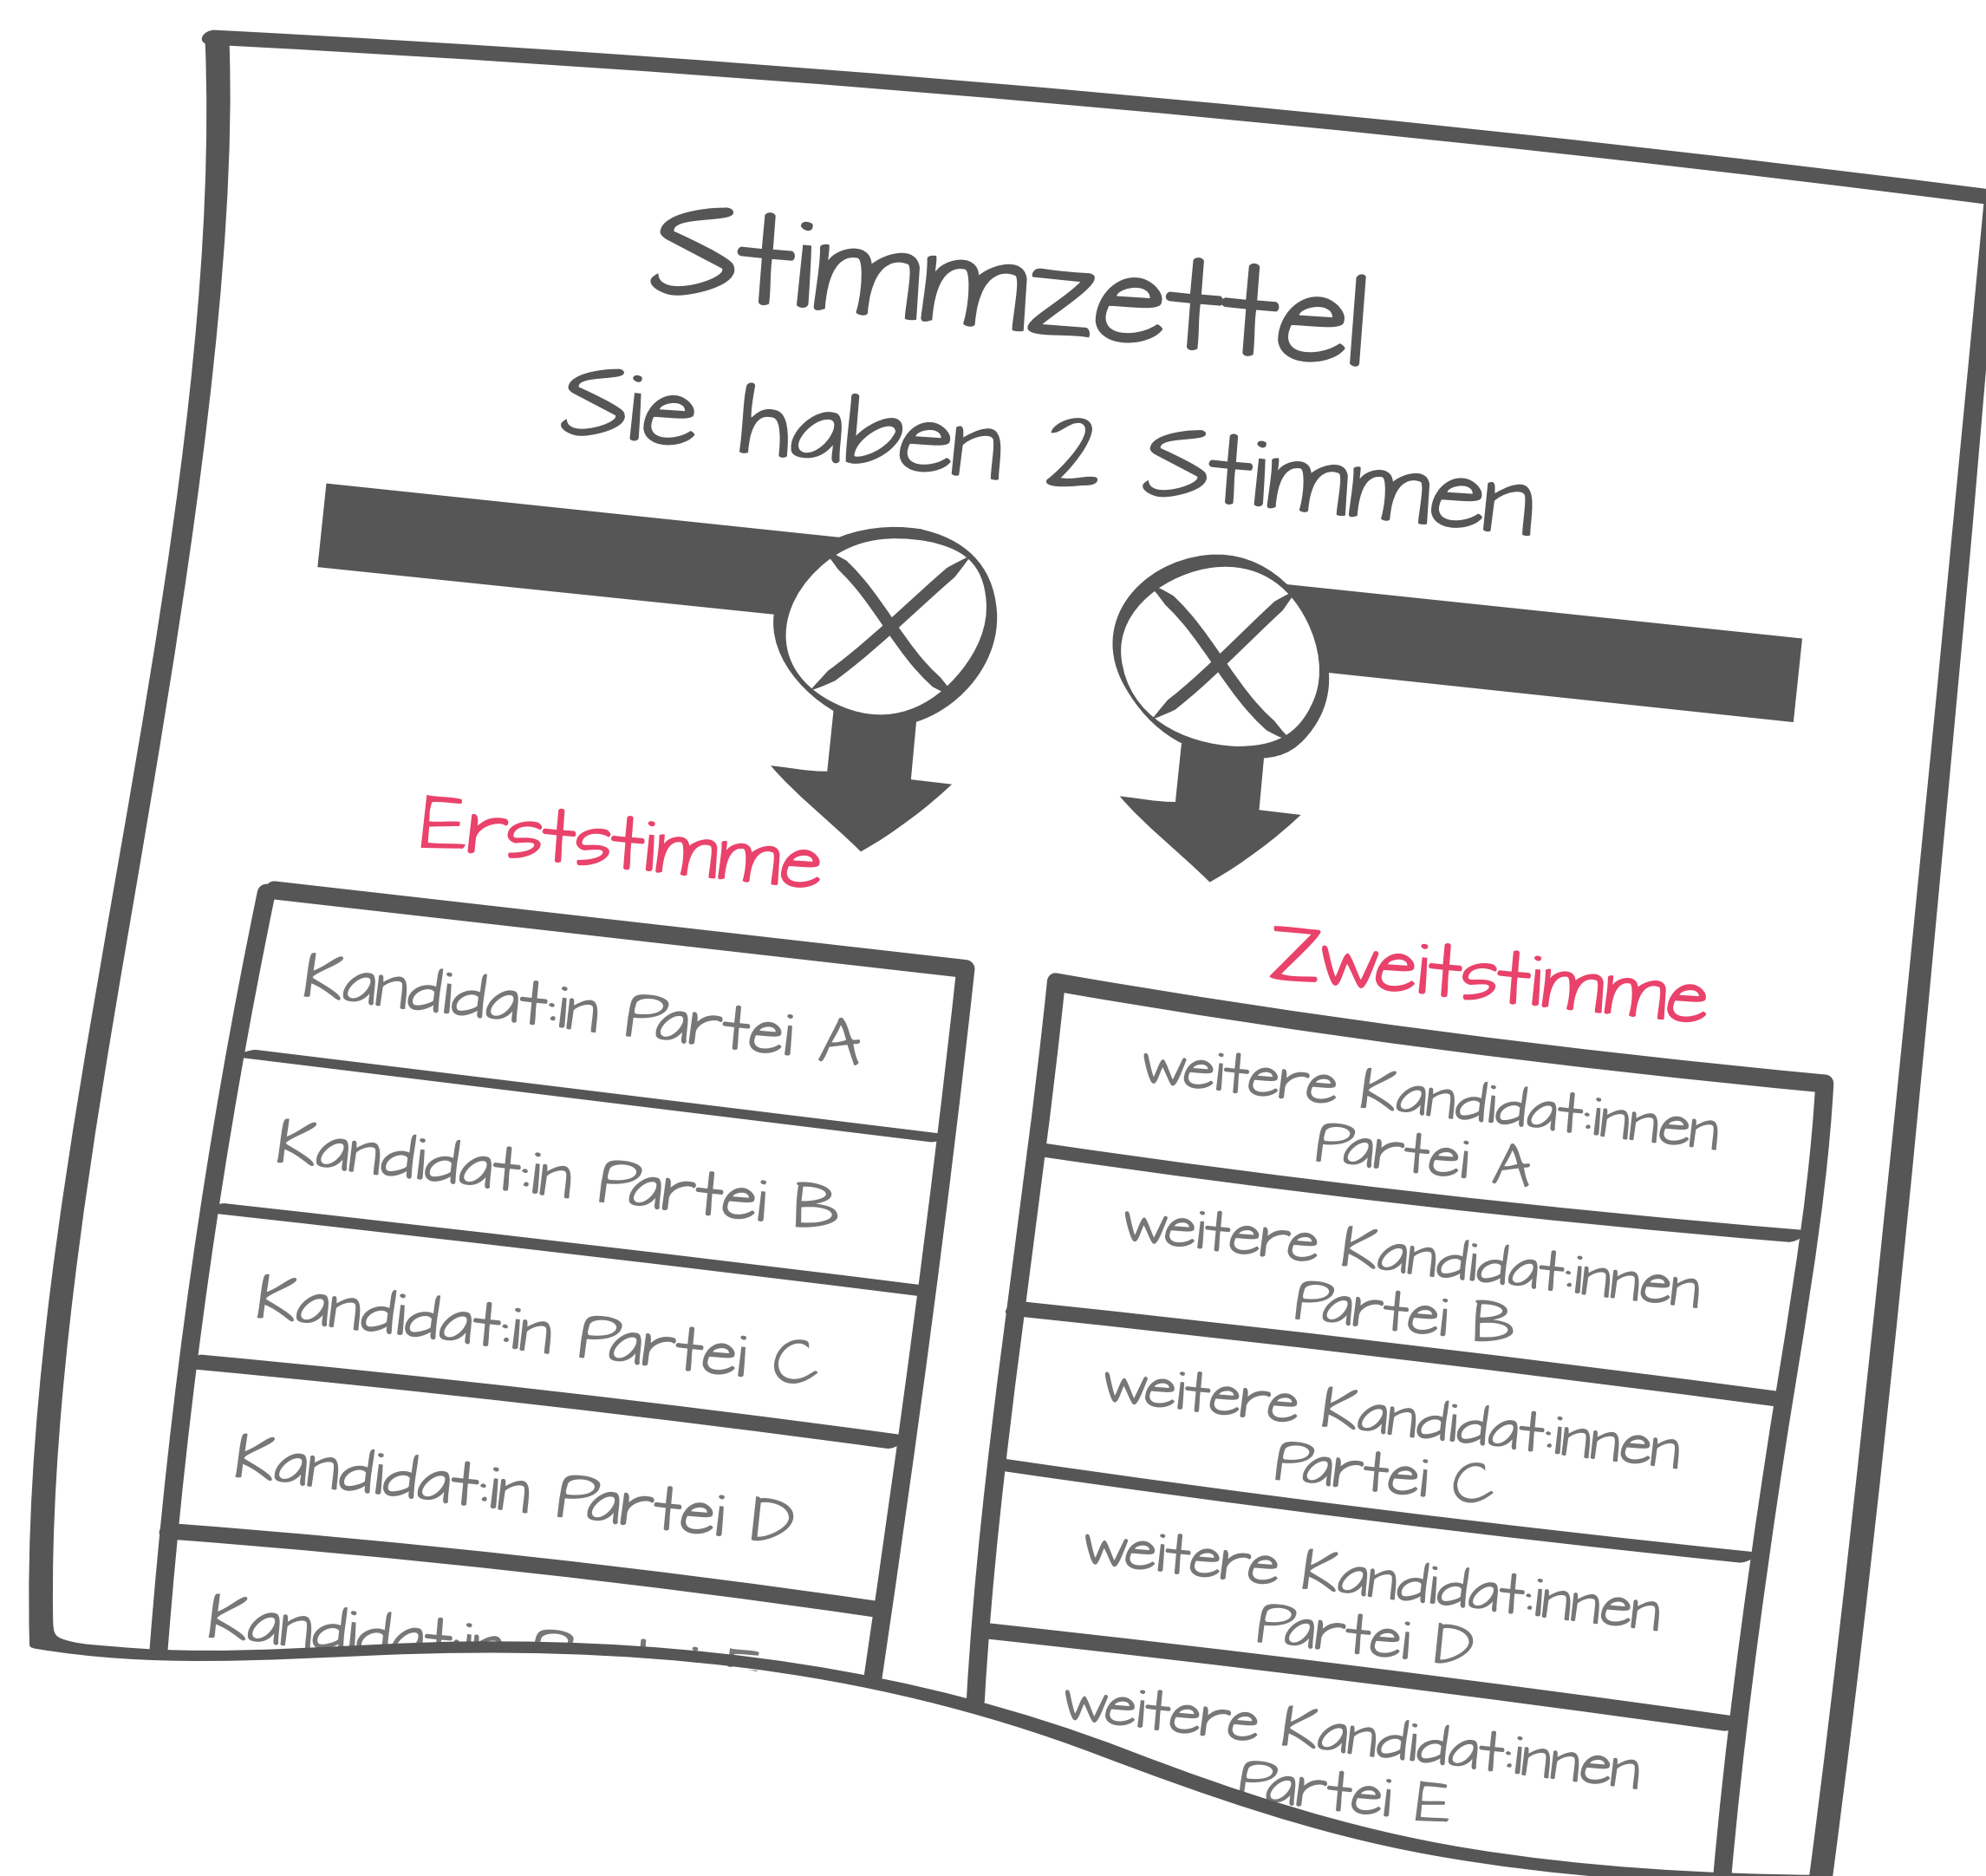 Stimmzettel
Sie haben 2 Stimmen
Erststimme
Kandidat:in Partei A
Kandidat:in Partei B
Kandidat:in Partei C
Kandidat:in Partei D
Kandidat:in
Zweitstimme
weitere Kandidat:innen
Partei A
weitere Kandidat:innen
Partei B
weitere Kandidat:innen
Partei C
weitere Kandidat:innen
Partei D
weitere Kandidat:innen
Partei E